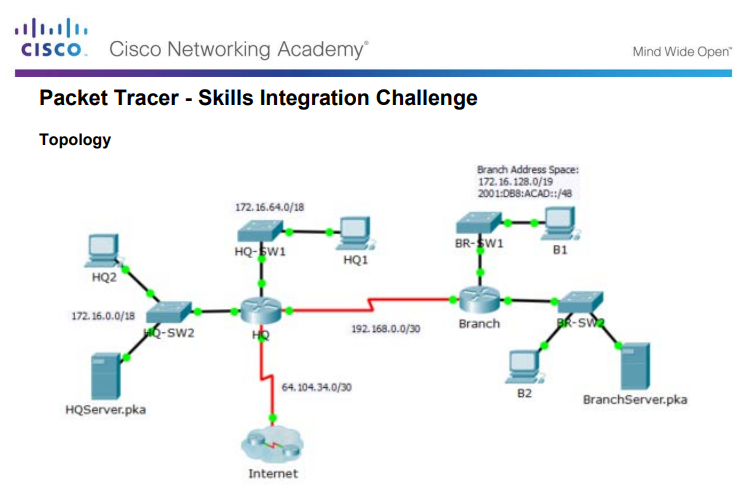 CISCO. Cisco Networking Academy® Mind Wide Open™
Packet Tracer - Skills Integration Challenge
Topology
Branch Address Space:
172.16.128.0/19
2001:DB8:ACAD::/48
172.16.64.0/18
HQ-SW1
HQ1
BR-SW1
B1
HQ2
172.16.0.0/18
HQ-SW2
HQ
192.168.0.0/30
Branch
BR-SW2
64.104.34.0/30
B2
HQServer.pka
BranchServer.pka
Internet